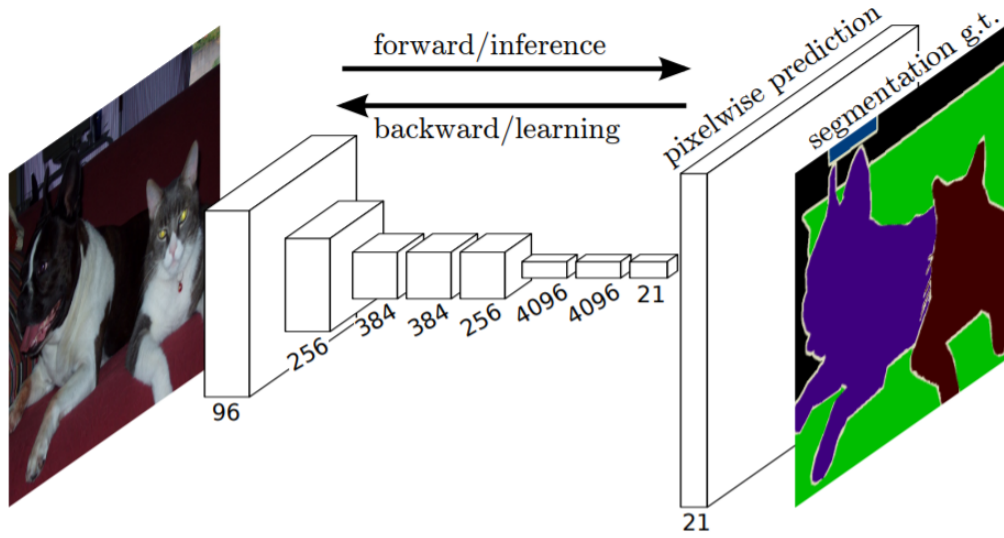 forward/inference
backward/learning
pixelwise prediction
segmentation g.t.
96
256
384
384
256
4096
4096
21
21